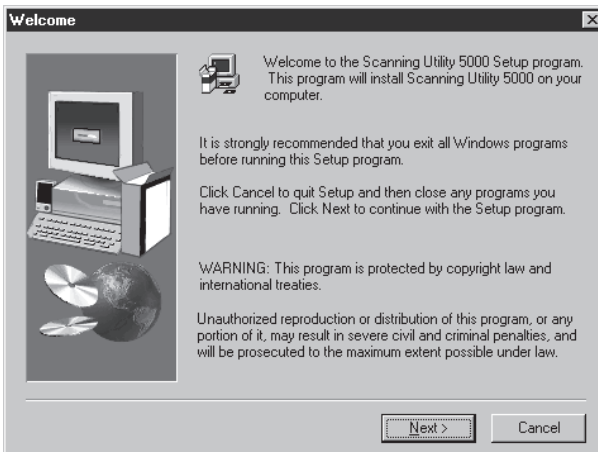 Welcome
Welcome to the Scanning Utility 5000 Setup program.
This program will install Scanning Utility 5000 on your
computer.
It is strongly recommended that you exit all Windows programs
before running this Setup program.
Click Cancel to quit Setup and then close any programs you
have running. Click Next to continue with the Setup program.
WARNING: This program is protected by copyright law and
international treaties.
Unauthorized reproduction or distribution of this program, or any
portion of it, may result in severe civil and criminal penalties, and
will be prosecuted to the maximum extent possible under law.
Next >
Cancel